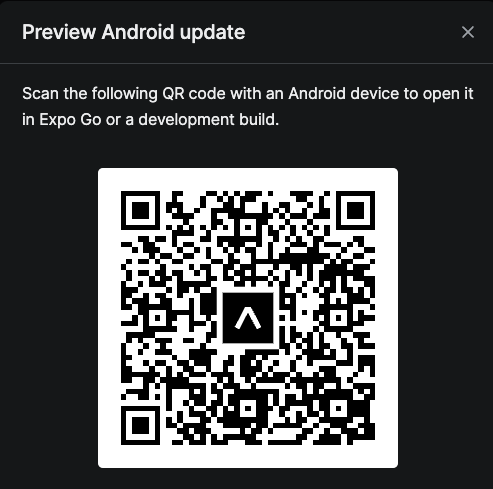 Preview Android update
Scan the following QR code with an Android device to open it
in Expo Go or a development build.